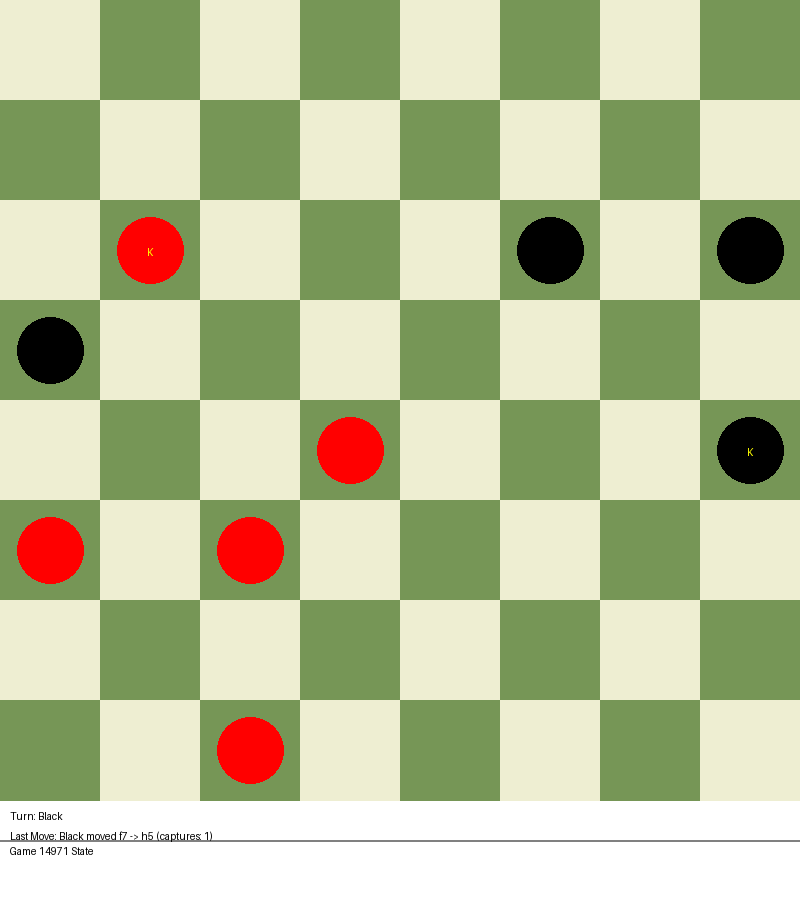 K
K
Turn: Black
Last Move: Black moved f7 -> h5 (captures: 1)
Game 14971 State